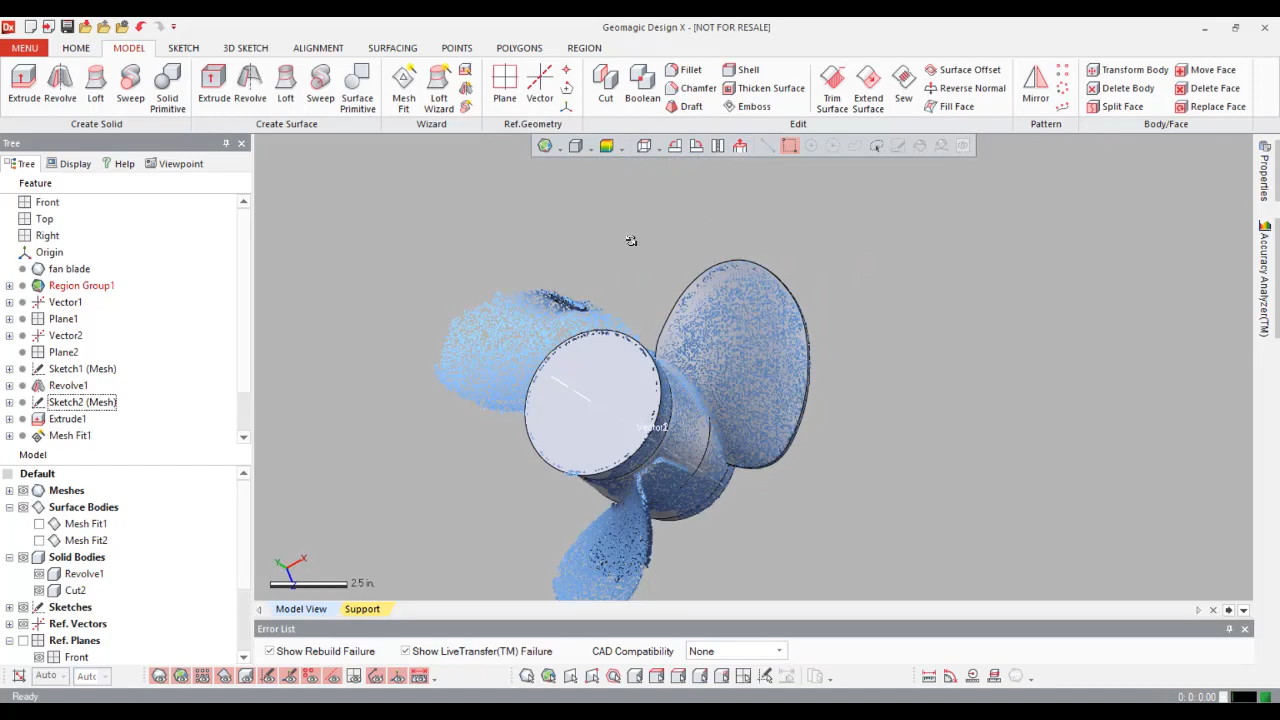 Dx
Geomagic Design X - [NOT FOR RESALE]
MENU HOME MODEL SKETCH 3D SKETCH ALIGNMENT SURFACING POINTS POLYGONS REGION
Extrude Revolve Loft Sweep Solid Primitive
Create Solid
Extrude Revolve Loft Sweep Surface Primitive
Create Surface
Mesh Fit Loft Wizard
Wizard
Plane Vector
Ref.Geometry
Cut Boolean
Fillet Shell
Chamfer Thicken Surface
Draft Emboss
Trim Surface Extend Surface Sew
Surface Offset
Reverse Normal
Fill Face
Edit
Mirror
Pattern
Transform Body Move Face
Delete Body Delete Face
Split Face Replace Face
Body/Face
Tree
Tree Display Help Viewpoint
Feature
Front
Top
Right
Origin
fan blade
Region Group1
Vector1
Plane1
Vector2
Plane2
Sketch1 (Mesh)
Revolve1
Sketch2 (Mesh)
Extrude1
Mesh Fit1
Model
Default
Meshes
Surface Bodies
Mesh Fit1
Mesh Fit2
Solid Bodies
Revolve1
Cut2
Sketches
Ref. Vectors
Ref. Planes
Front
Vector1
X
Y
Z
2.5 in.
Properties
Accuracy Analyzer(TM)
Model View Support
Error List
Show Rebuild Failure Show LiveTransfer(TM) Failure CAD Compatibility None
Auto Auto
Ready
0: 0: 0.00